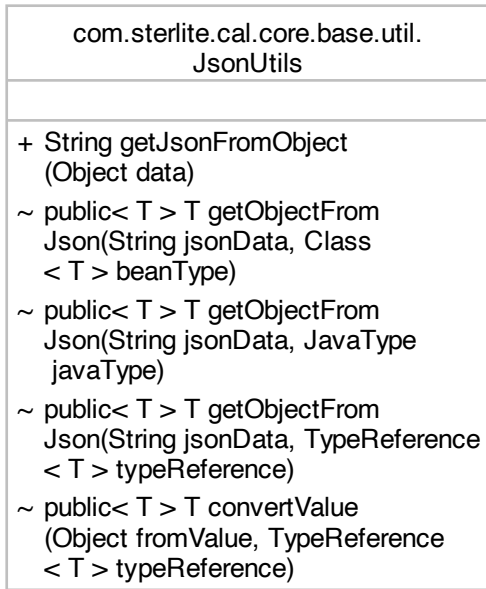 com.sterlite.cal.core.base.util.
JsonUtils
+ String getJsonFromObject
(Object data)
~ public< T > T getObjectFrom
Json(String jsonData, Class
< T > beanType)
~ public< T > T getObjectFrom
Json(String jsonData, JavaType
javaType)
~ public< T > T getObjectFrom
Json(String jsonData, TypeReference
< T > typeReference)
~ public< T > T convertValue
(Object fromValue, TypeReference
< T > typeReference)